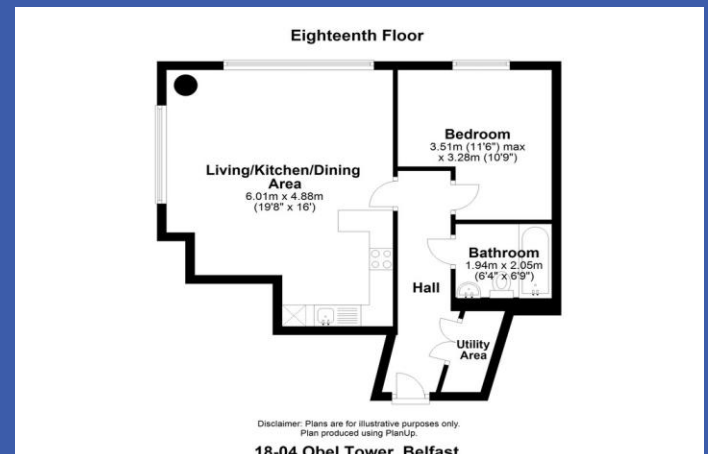 Eighteenth Floor
Bedroom
3.51m (11'6") max
x 3.28m (10'9")
Living/Kitchen/Dining
Area
6.01m x 4.88m
(19'8" x 16')
Bathroom
1.94m x 2.05m
(6'4" x 6'9")
Hall
Utility
Area
Disclaimer: Plans are for illustrative purposes only.
Plan produced using PlanUp.
18-04 Obel Tower, Belfast